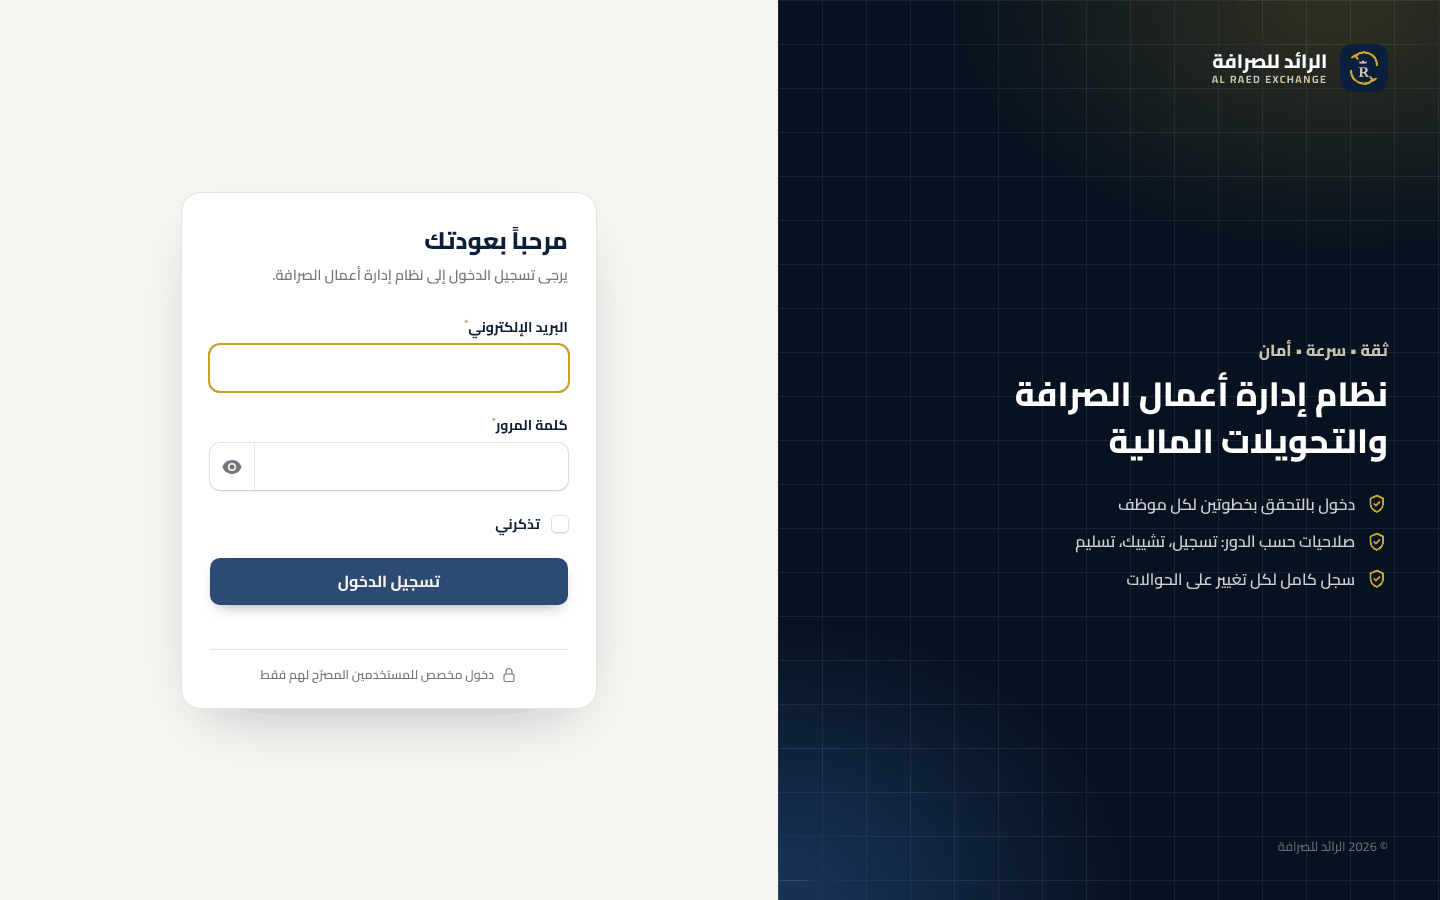 الرائد للصرافة
AL RAED EXCHANGE
R
ثقة ▪ سرعة ▪ أمان
نظام إدارة أعمال الصرافة
والتحويلات المالية
دخول بالتحقق بخطوتين لكل موظف
صلاحيات حسب الدور: تسجيل، تشييك، تسليم
سجل كامل لكل تغيير على الحوالات
© 2026 الرائد للصرافة
مرحباً بعودتك
يرجى تسجيل الدخول إلى نظام إدارة أعمال الصرافة.
البريد الإلكتروني*
كلمة المرور*
تذكرني
تسجيل الدخول
دخول مخصص للمستخدمين المصرّح لهم فقط